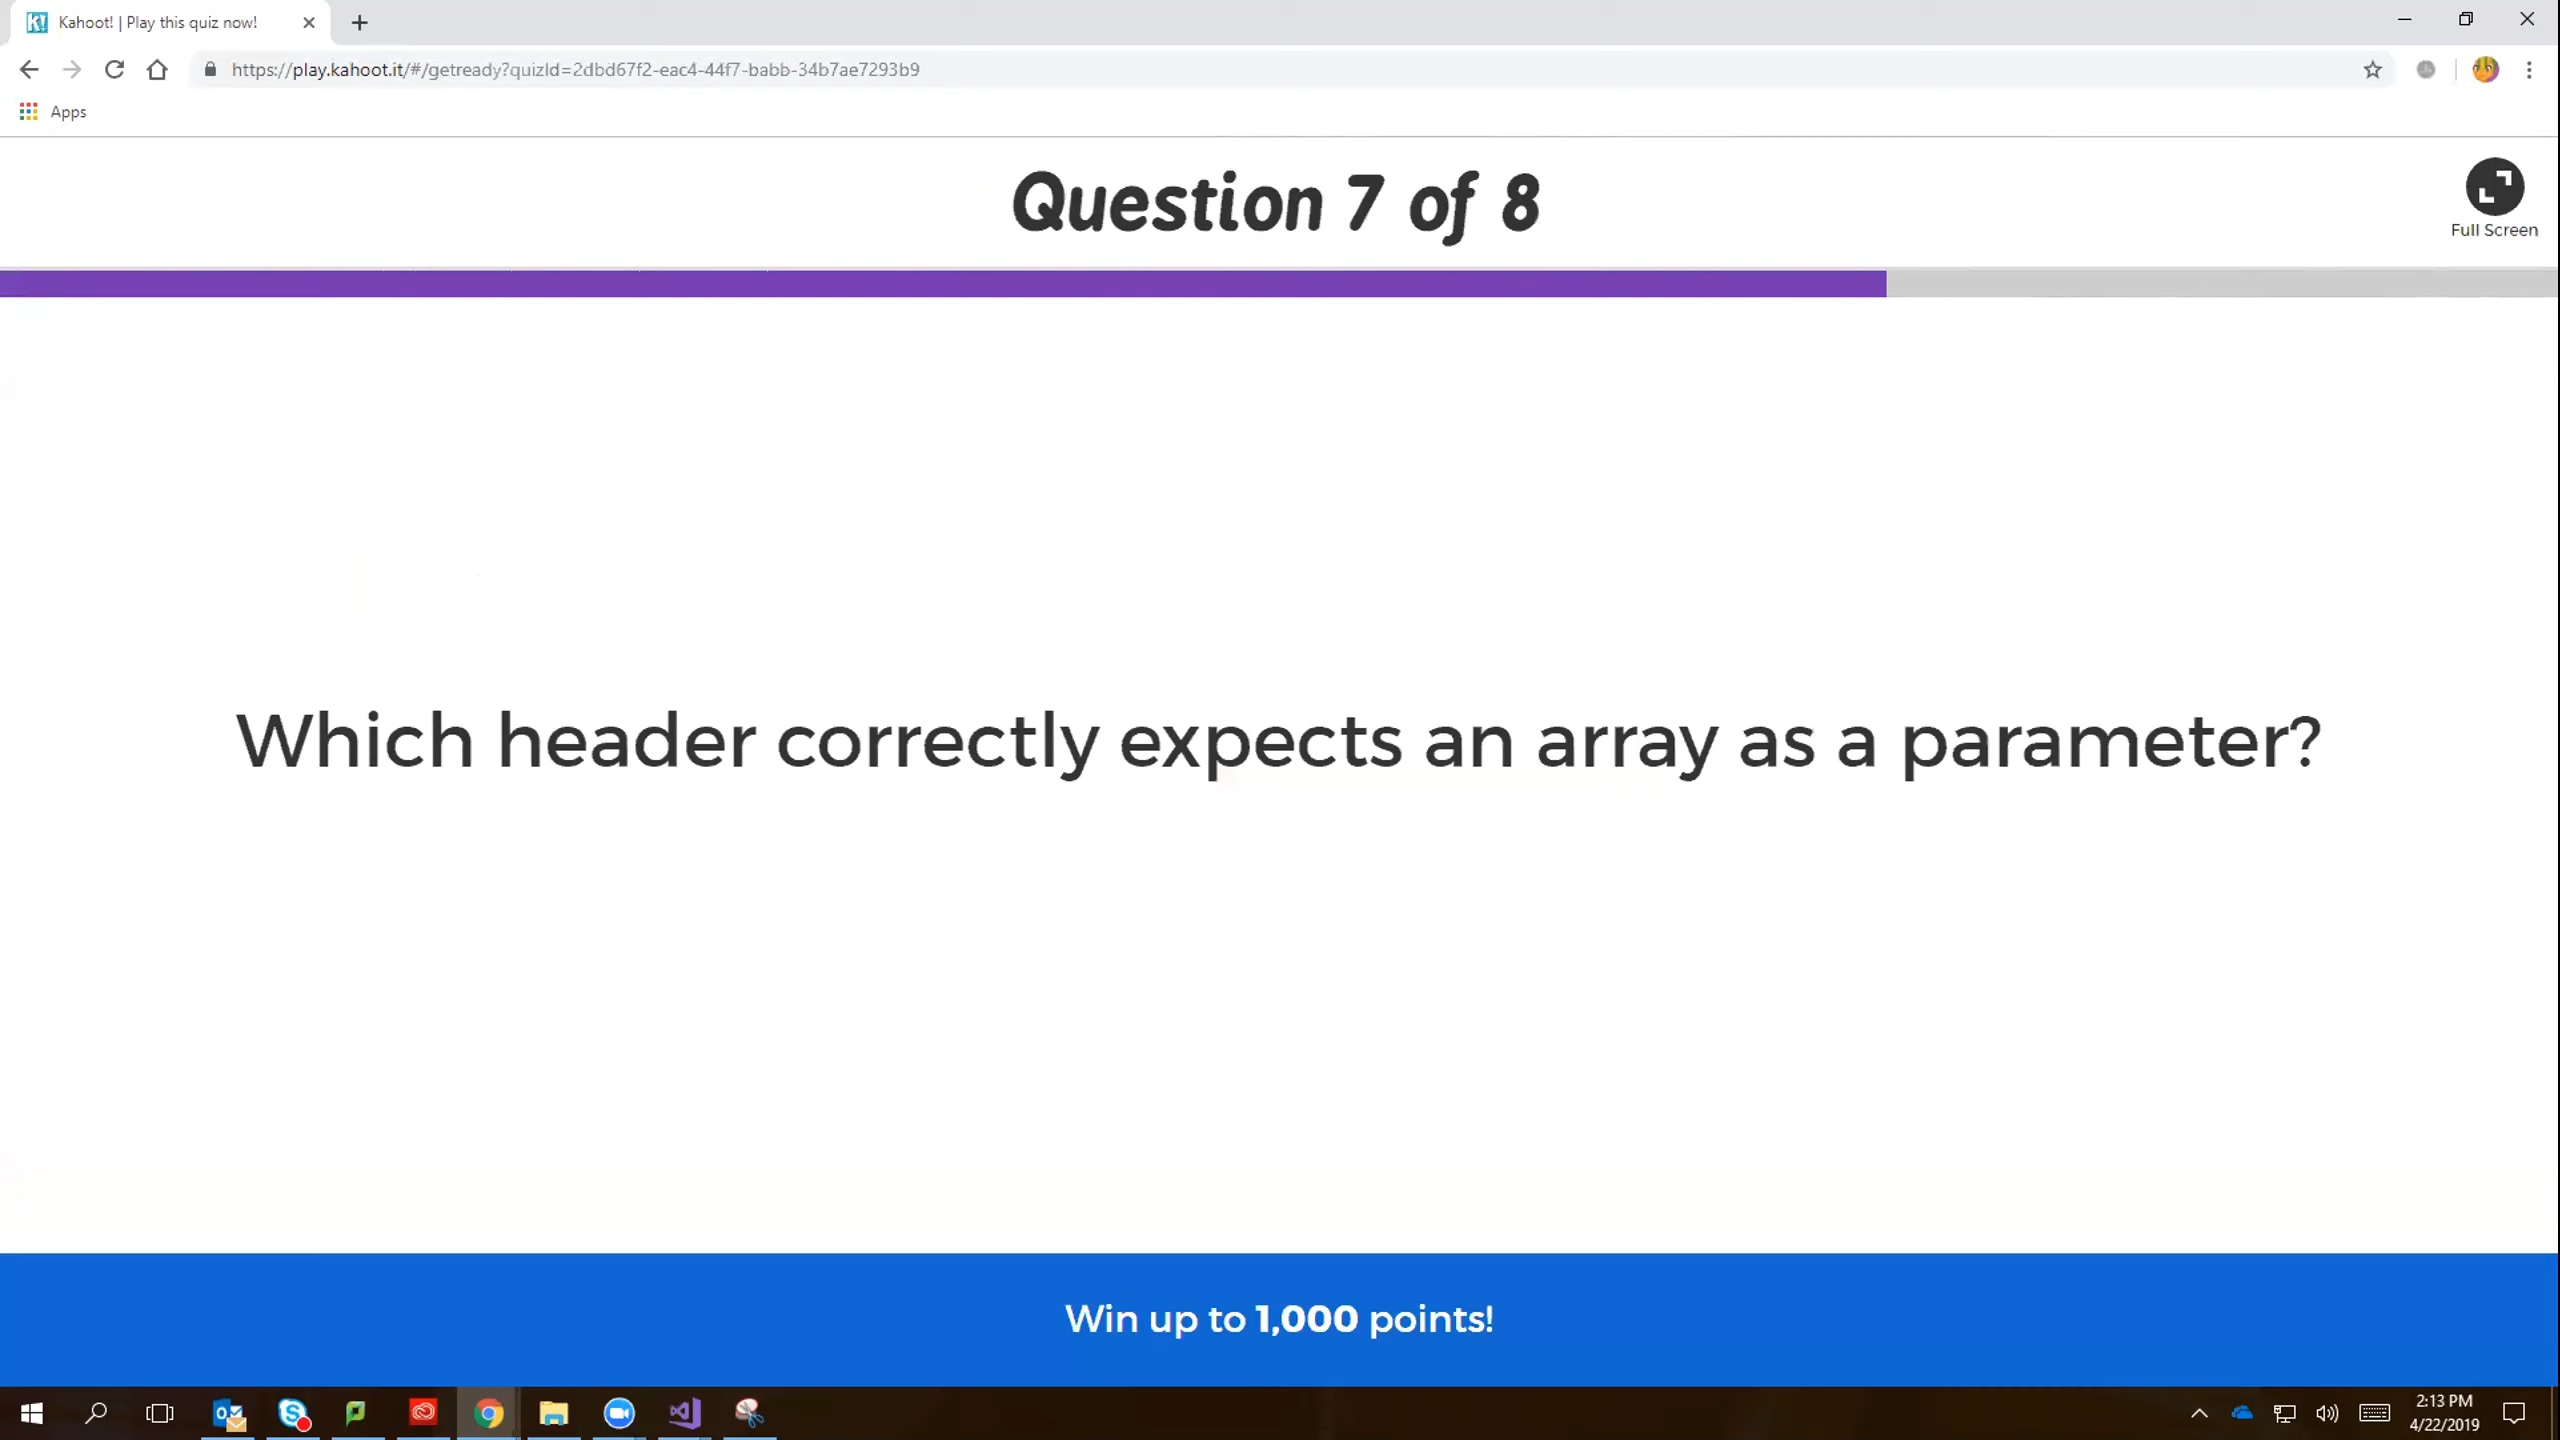 Kahoot! | Play this quiz now!
https://play.kahoot.it/#/getready?quizId=2dbd67f2-eac4-44f7-babb-34b7ae7293b9
Apps
Question 7 of 8
Full Screen
Which header correctly expects an array as a parameter?
Win up to 1,000 points!
2:13 PM
4/22/2019